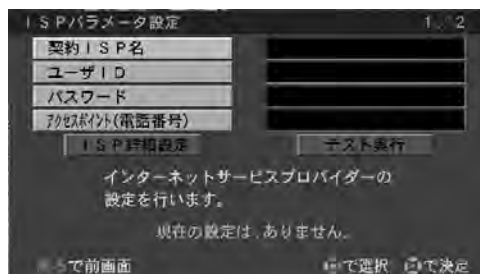 ISPパラメータ設定 1/2
契約ISP名
ユーザID
パスワード
アクセスポイント(電話番号)
ISP詳細設定 テスト実行
インターネットサービスプロバイダーの
設定を行います。
現在の設定は、ありません。
で前画面 で選択 で決定